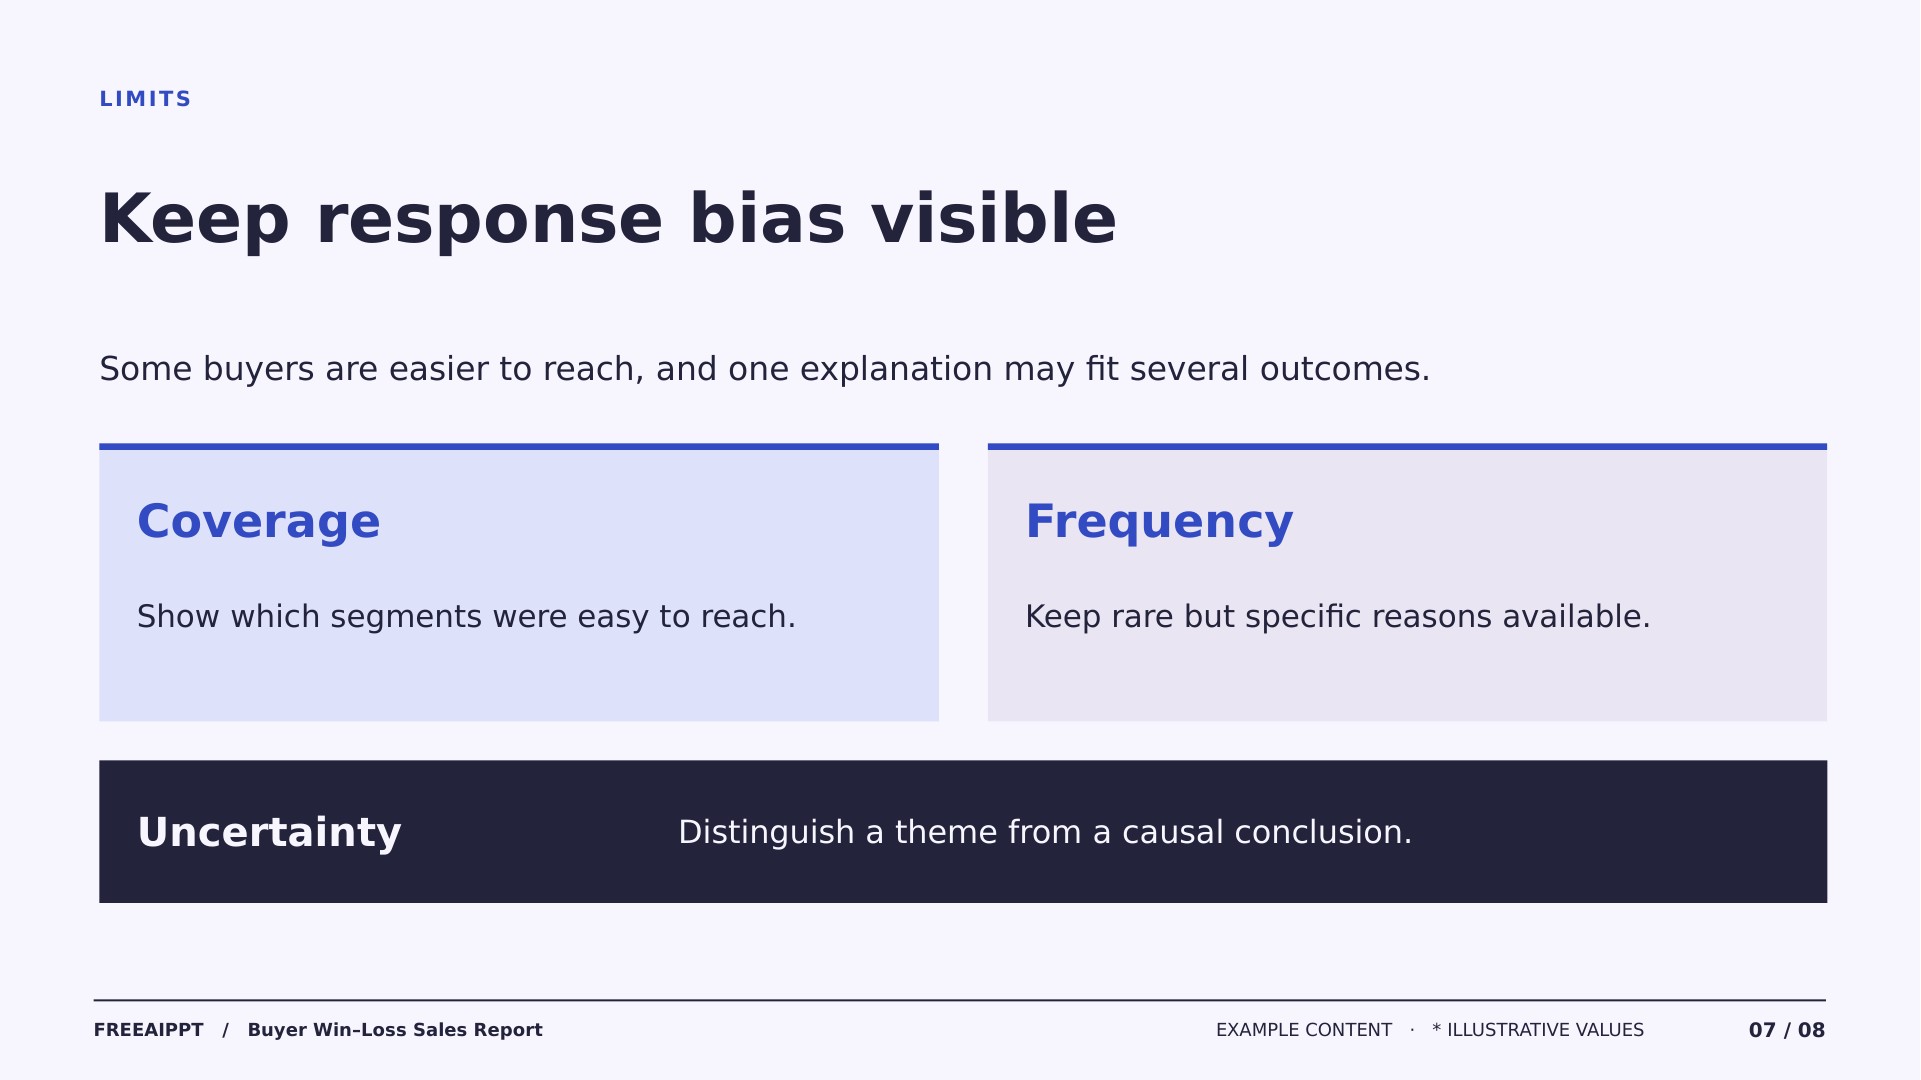 LIMITS
Keep response bias visible
Some buyers are easier to reach, and one explanation may fit several outcomes.
Coverage
Show which segments were easy to reach.
Frequency
Keep rare but specific reasons available.
Uncertainty
Distinguish a theme from a causal conclusion.
FREEAIPPT / Buyer Win–Loss Sales Report
EXAMPLE CONTENT · * ILLUSTRATIVE VALUES
07 / 08